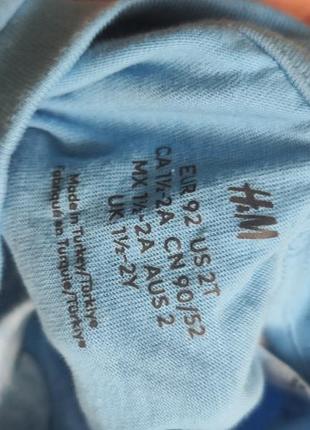 H&M
EUR 92 US 2T
CA 1½-2A CN 90/52
MX 1½-2A AUS 2
UK 1½-2Y
Made in Turkey/Türkiye
Fabriqué en Turquie/Türkiye